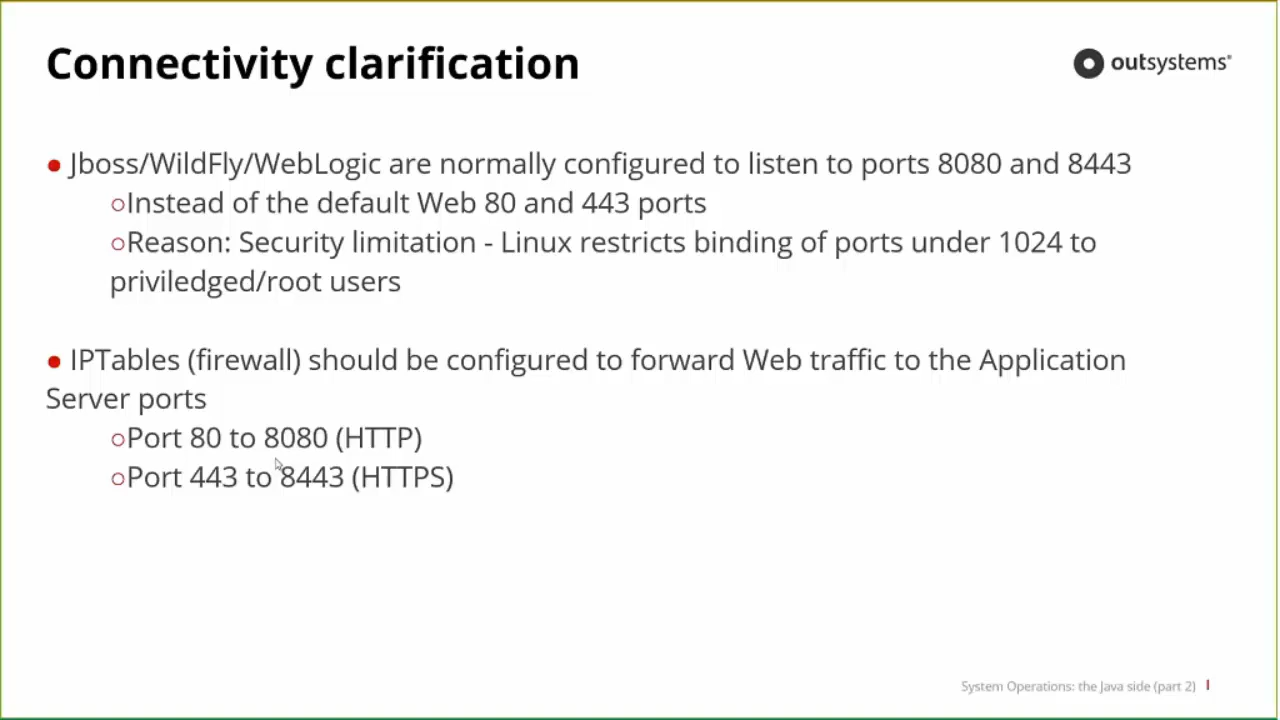 Connectivity clarification
outsystems®
● Jboss/WildFly/WebLogic are normally configured to listen to ports 8080 and 8443
○Instead of the default Web 80 and 443 ports
○Reason: Security limitation - Linux restricts binding of ports under 1024 to
priviledged/root users
● IPTables (firewall) should be configured to forward Web traffic to the Application
Server ports
○Port 80 to 8080 (HTTP)
○Port 443 to 8443 (HTTPS)
System Operations: the Java side (part 2) I